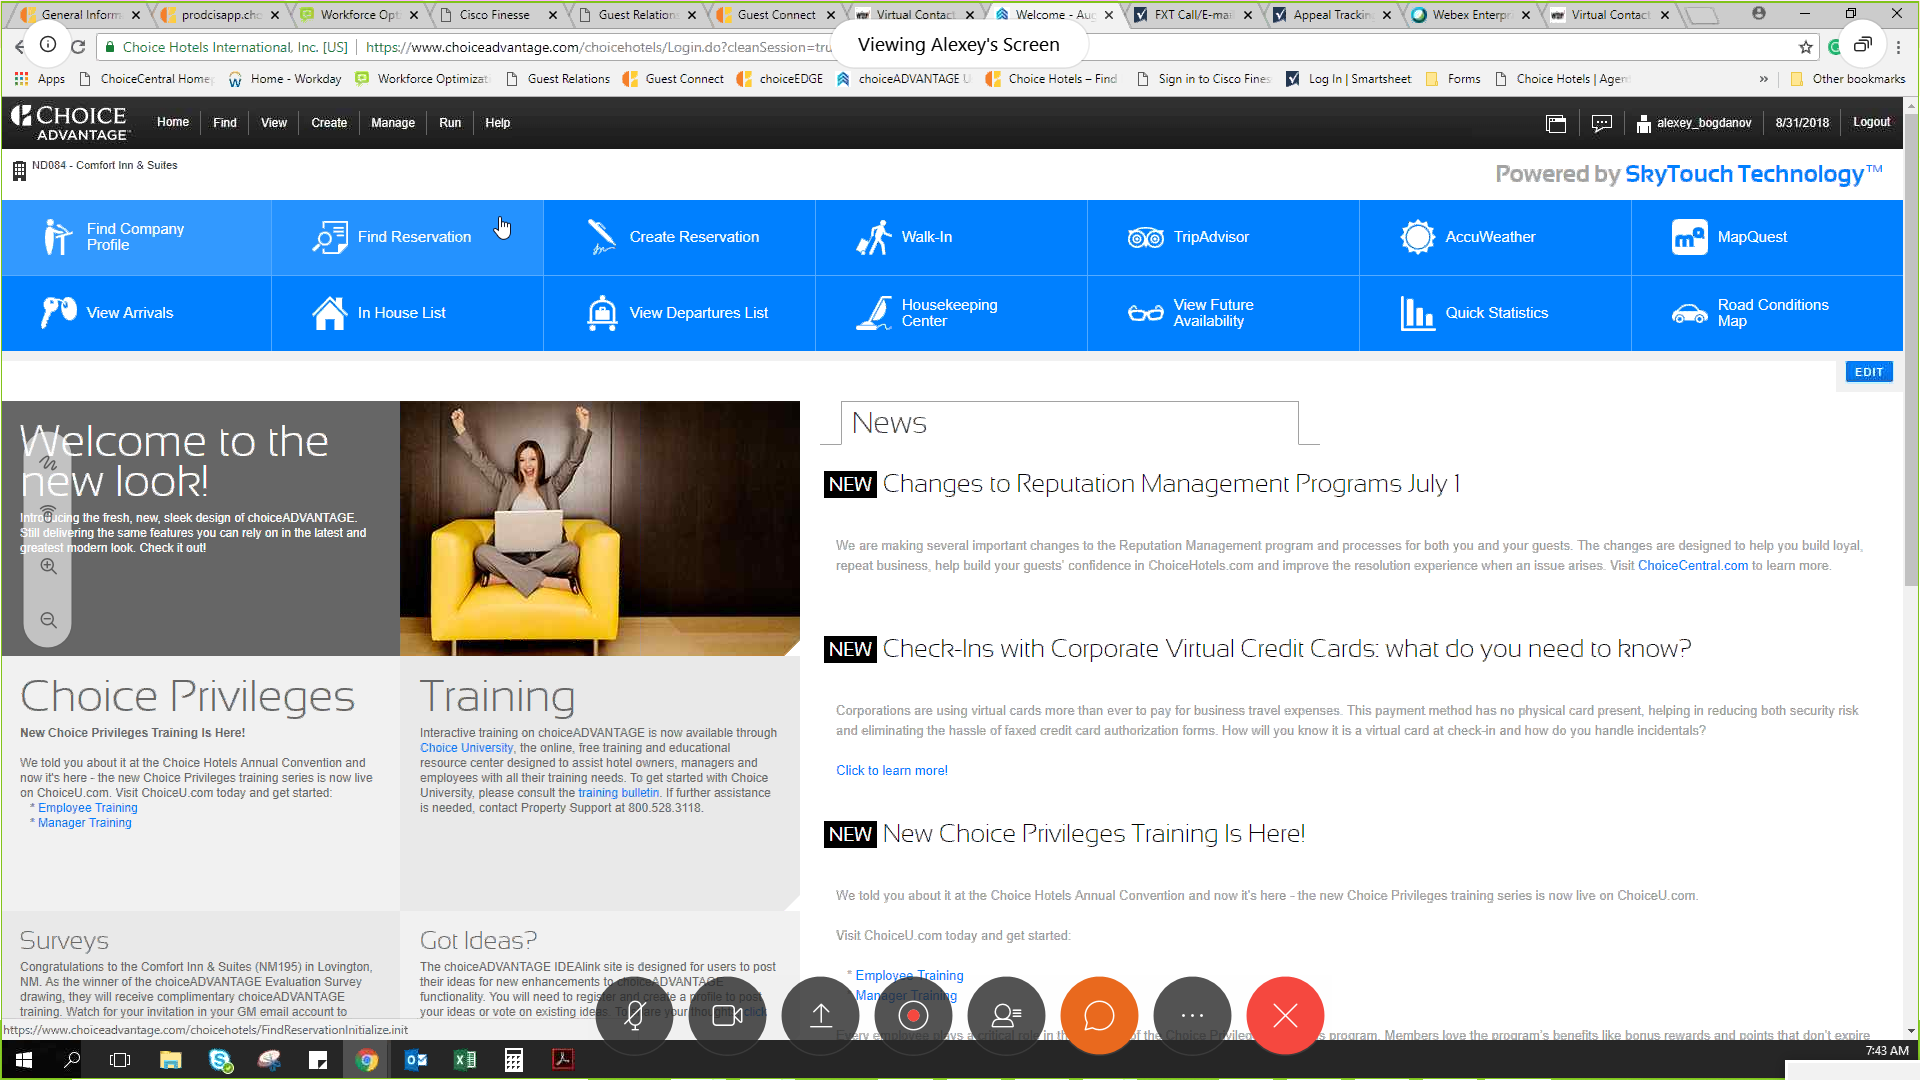 General Inform
prodcisapp.cho
Workforce Opti
Cisco Finesse
Guest Relation
Guest Connect
Virtual Contact
Welcome - Aug
FXT Call/E-mail
Appeal Trackin
Webex Enterpr
Virtual Contact
Choice Hotels International, Inc. [US]
https://www.choiceadvantage.com/choicehotels/Login.do?cleanSession=tru
Viewing Alexey's Screen
Apps
ChoiceCentral Home
Home - Workday
Workforce Optimizat
Guest Relations
Guest Connect
choiceEDGE
choiceADVANTAGE U
Choice Hotels – Find
Sign in to Cisco Fines
Log In | Smartsheet
Forms
Choice Hotels | Agen
»
Other bookmarks
CHOICE
ADVANTAGE
Home
Find
View
Create
Manage
Run
Help
alexey_bogdanov
8/31/2018
Logout
ND084 - Comfort Inn & Suites
Powered by SkyTouch Technology™
Find Company
Profile
Find Reservation
Create Reservation
Walk-In
TripAdvisor
AccuWeather
mq
MapQuest
View Arrivals
In House List
View Departures List
Housekeeping
Center
View Future
Availability
Quick Statistics
Road Conditions
Map
EDIT
Welcome to the
new look!
Introducing the fresh, new, sleek design of choiceADVANTAGE.
Still delivering the same features you can rely on in the latest and
greatest modern look. Check it out!
Choice Privileges
New Choice Privileges Training Is Here!
We told you about it at the Choice Hotels Annual Convention and
now it's here - the new Choice Privileges training series is now live
on ChoiceU.com. Visit ChoiceU.com today and get started:
* Employee Training
* Manager Training
Training
Interactive training on choiceADVANTAGE is now available through
Choice University, the online, free training and educational
resource center designed to assist hotel owners, managers and
employees with all their training needs. To get started with Choice
University, please consult the training bulletin. If further assistance
is needed, contact Property Support at 800.528.3118.
Surveys
Congratulations to the Comfort Inn & Suites (NM195) in Lovington,
NM. As the winner of the choiceADVANTAGE Evaluation Survey
drawing, they will receive complimentary choiceADVANTAGE
training. Watch for your invitation in your GM email account to
Got Ideas?
The choiceADVANTAGE IDEAlink site is designed for users to post
their ideas for new enhancements to choiceADVANTAGE
functionality. You will need to register and create a profile to post
your ideas or vote on existing ideas. To share your thoughts, click
News
NEW Changes to Reputation Management Programs July 1
We are making several important changes to the Reputation Management program and processes for both you and your guests. The changes are designed to help you build loyal,
repeat business, help build your guests' confidence in ChoiceHotels.com and improve the resolution experience when an issue arises. Visit ChoiceCentral.com to learn more.
NEW Check-Ins with Corporate Virtual Credit Cards: what do you need to know?
Corporations are using virtual cards more than ever to pay for business travel expenses. This payment method has no physical card present, helping in reducing both security risk
and eliminating the hassle of faxed credit card authorization forms. How will you know it is a virtual card at check-in and how do you handle incidentals?
Click to learn more!
NEW New Choice Privileges Training Is Here!
We told you about it at the Choice Hotels Annual Convention and now it's here - the new Choice Privileges training series is now live on ChoiceU.com.
Visit ChoiceU.com today and get started:
* Employee Training
Manager Training
Every employee plays a critical role in the of the Choice Privileges program. Members love the program's benefits like bonus rewards and points that don't expire
https://www.choiceadvantage.com/choicehotels/FindReservationInitialize.init
7:43 AM